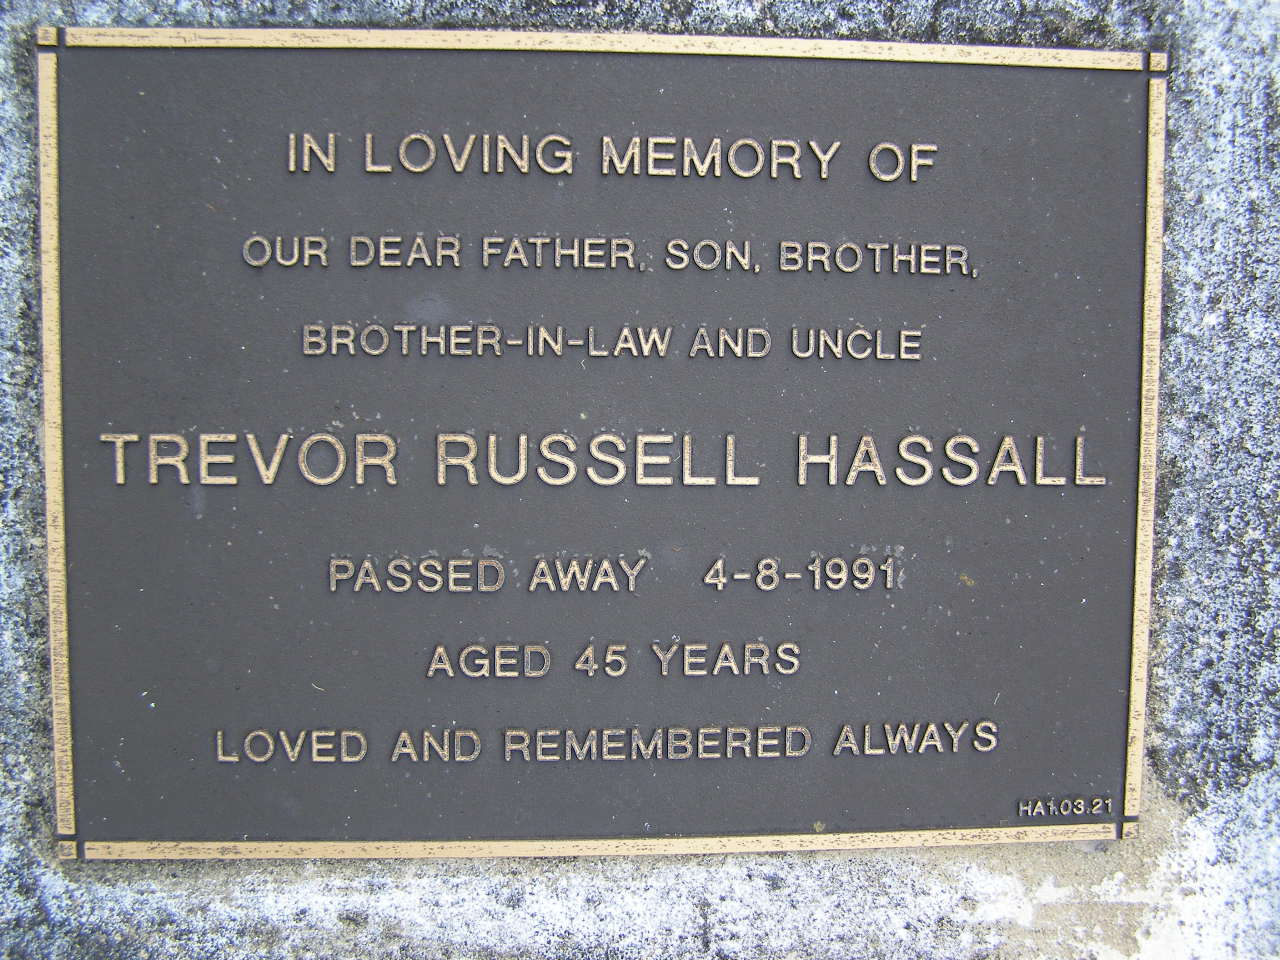 IN LOVING MEMORY OF
OUR DEAR FATHER, SON, BROTHER,
BROTHER-IN-LAW AND UNCLE
TREVOR RUSSELL HASSALL
PASSED AWAY 4-8-1991
AGED 45 YEARS
LOVED AND REMEMBERED ALWAYS
HA1.03.21